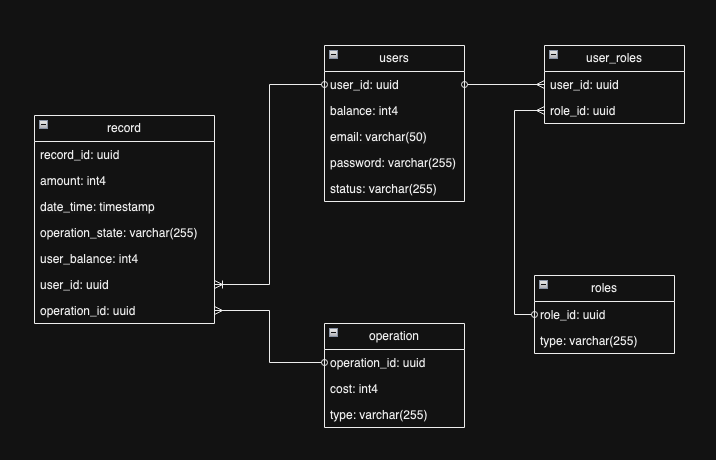 users
user_id: uuid
balance: int4
email: varchar(50)
password: varchar(255)
status: varchar(255)
user_roles
user_id: uuid
role_id: uuid
record
record_id: uuid
amount: int4
date_time: timestamp
operation_state: varchar(255)
user_balance: int4
user_id: uuid
operation_id: uuid
roles
role_id: uuid
type: varchar(255)
operation
operation_id: uuid
cost: int4
type: varchar(255)